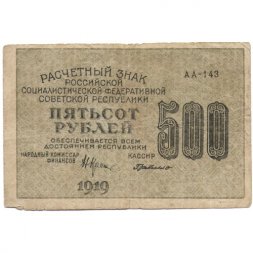 РАСЧЕТНЫЙ ЗНАК
РОССИЙСКОЙ
СОЦИАЛИСТИЧЕСКОЙ ФЕДЕРАТИВНОЙ
СОВЕТСКОЙ РЕСПУБЛИКИ
АА-143
ПЯТЬСОТ
РУБЛЕЙ
500
ОБЕСПЕЧИВАЕТСЯ ВСЕМ
ДОСТОЯНИЕМ РЕСПУБЛИКИ
НАРОДНЫЙ КОМИССАР
ФИНАНСОВ
КАССИР
1919